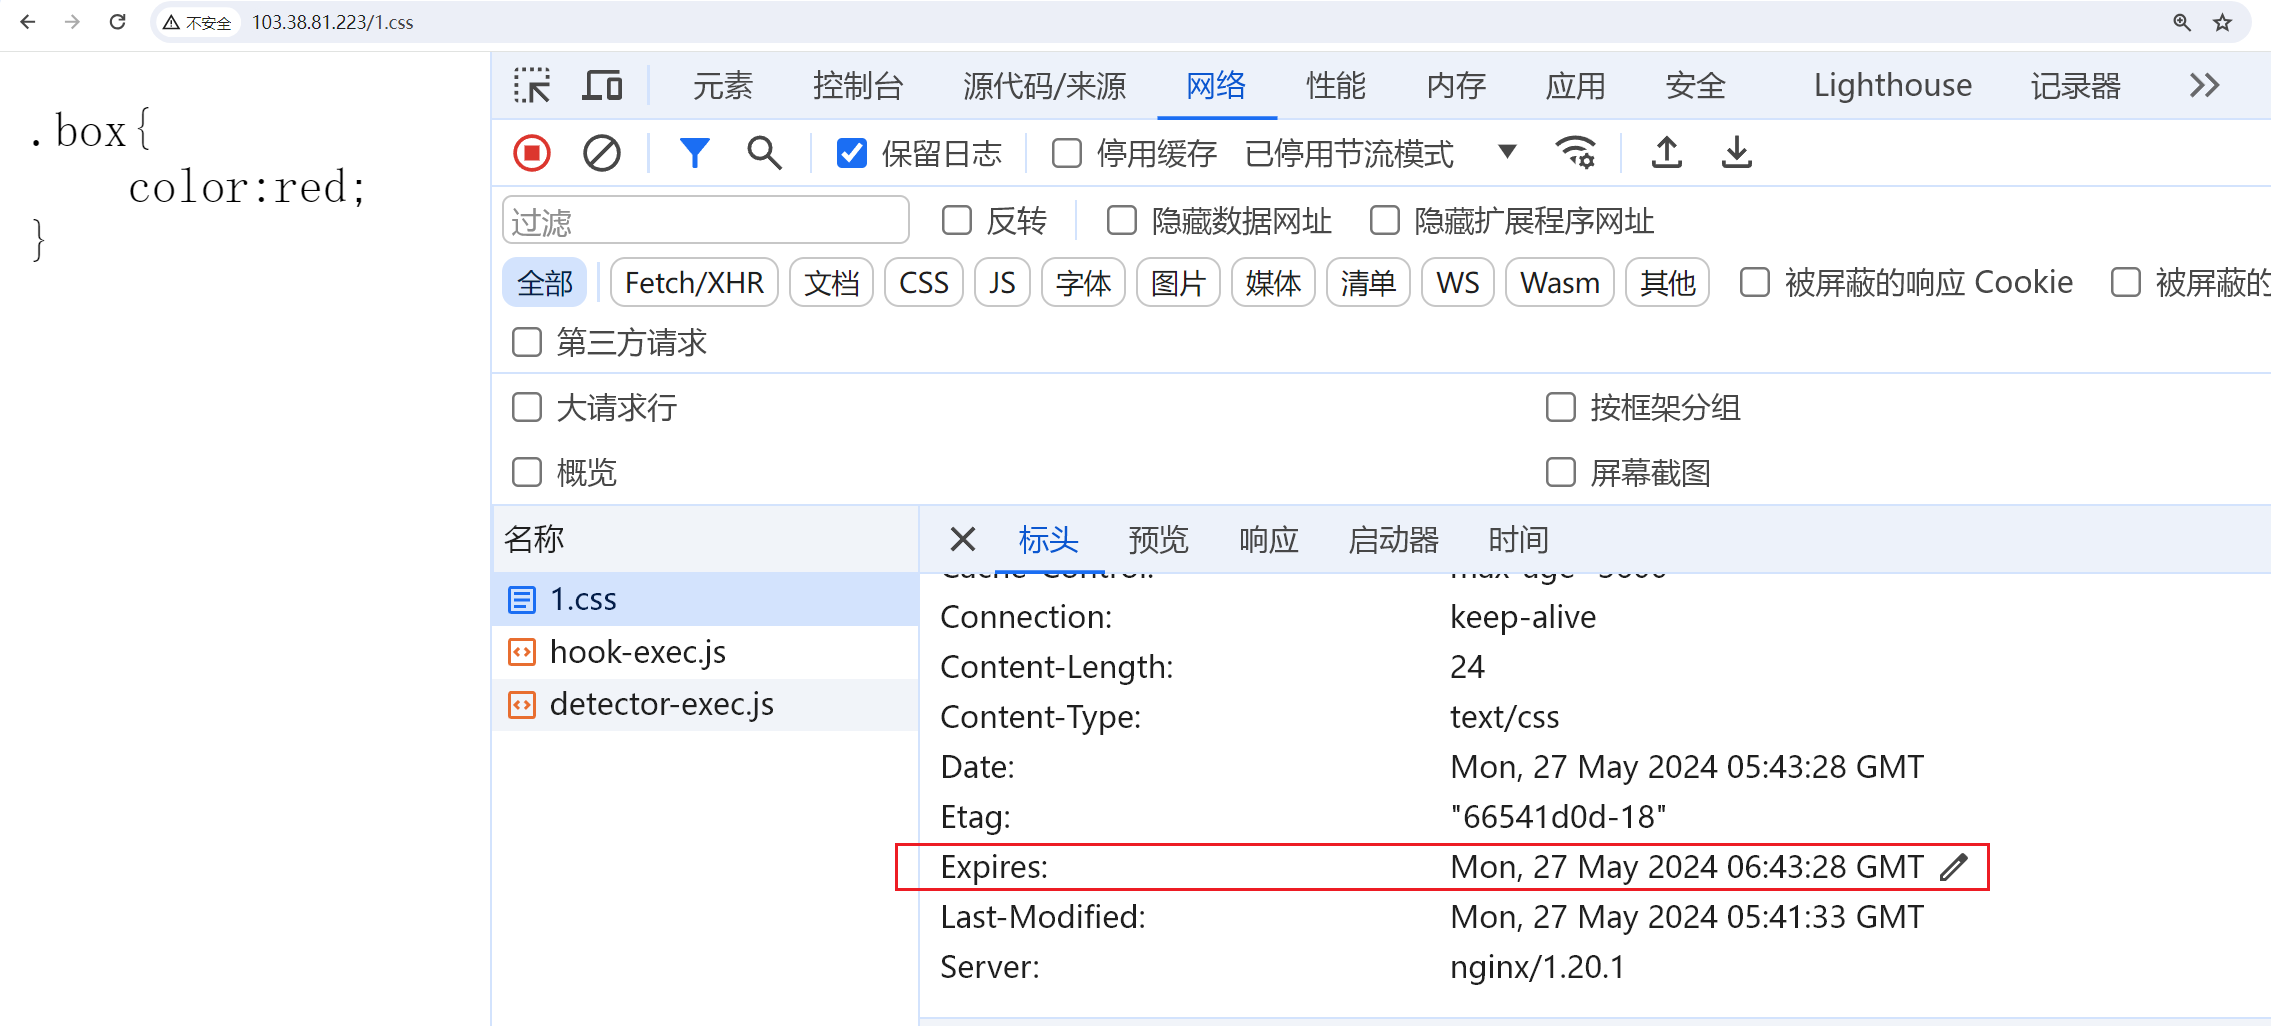 不安全 103.38.81.223/1.css
.box{
color:red;
}
元素 控制台 源代码/来源 网络 性能 内存 应用 安全 Lighthouse 记录器
保留日志 停用缓存 已停用节流模式
过滤 反转 隐藏数据网址 隐藏扩展程序网址
全部 Fetch/XHR 文档 CSS JS 字体 图片 媒体 清单 WS Wasm 其他 被屏蔽的响应 Cookie 被屏蔽的
第三方请求
大请求行 按框架分组
概览 屏幕截图
名称
1.css
hook-exec.js
detector-exec.js
标头 预览 响应 启动器 时间
Cache-Control: max-age=3600
Connection: keep-alive
Content-Length: 24
Content-Type: text/css
Date: Mon, 27 May 2024 05:43:28 GMT
Etag: "66541d0d-18"
Expires: Mon, 27 May 2024 06:43:28 GMT
Last-Modified: Mon, 27 May 2024 05:41:33 GMT
Server: nginx/1.20.1